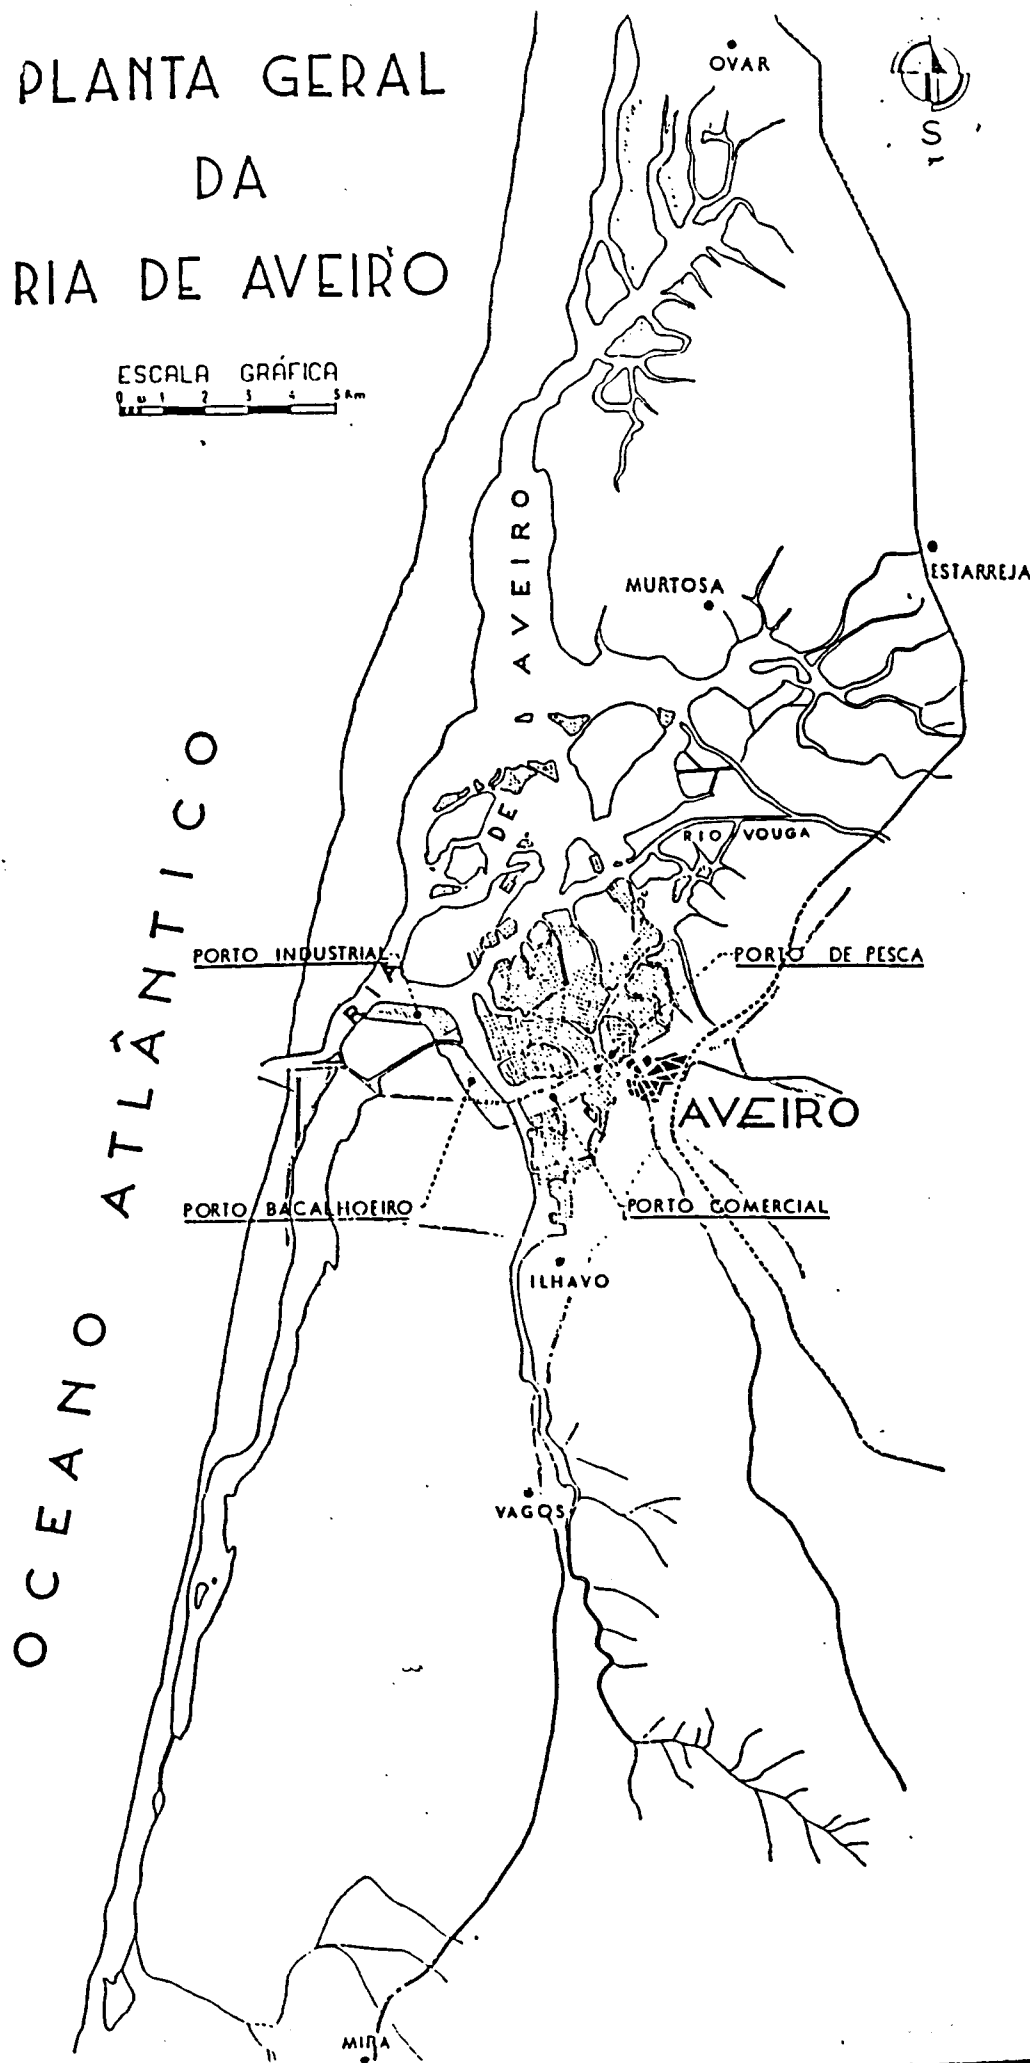 PLANTA GERAL
DA
RIA DE AVEIRO
ESCALA GRÁFICA
0 1 2 3 4 5 Km
OVAR
S
AVEIRO
ESTARREJA
MURTOSA
DE
RIO VOUGA
PORTO INDUSTRIAL
PORTO DE PESCA
RIA
AVEIRO
PORTO BACALHOEIRO
PORTO COMERCIAL
ILHAVO
OCEANO ATLÂNTICO
VAGOS
MIRA